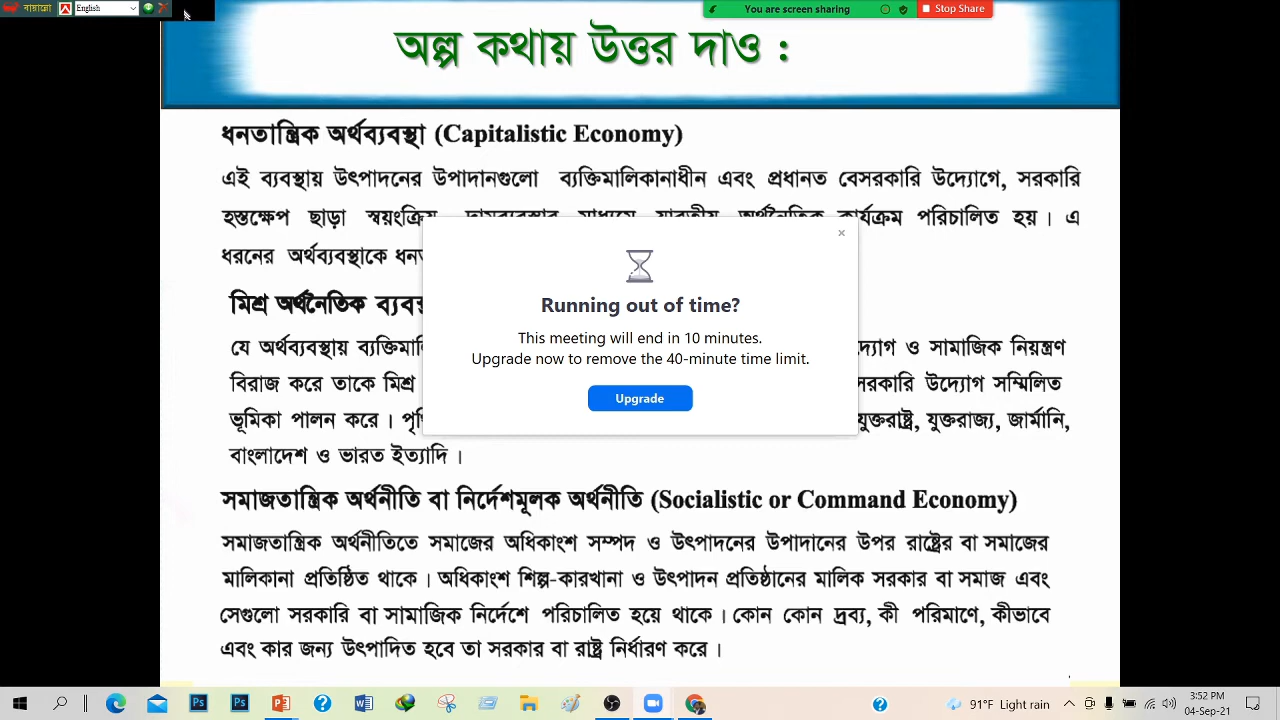 বায়ান্নো English
You are screen sharing Stop Share
অল্প কথায় উত্তর দাও :
ধনতান্ত্রিক অর্থব্যবস্থা (Capitalistic Economy)
এই ব্যবস্থায় উৎপাদনের উপাদানগুলো ব্যক্তিমালিকানাধীন এবং প্রধানত বেসরকারি উদ্যোগে, সরকারি
হস্তক্ষেপ ছাড়া স্বয়ংক্রিয় দামব্যবস্থার মাধ্যমে যাবতীয় অর্থনৈতিক কার্যক্রম পরিচালিত হয়। এ
ধরনের অর্থব্যবস্থাকে
Running out of time?
This meeting will end in 10 minutes.
Upgrade now to remove the 40-minute time limit.
Upgrade
মিশ্র অর্থনৈতিক
যে অর্থব্যবস্থায় ও সামাজিক নিয়ন্ত্রণ
বিরাজ করে তাকে মিশ্র উদ্যোগ সম্মিলিত
ভূমিকা পালন করে। যুক্তরাষ্ট্র, যুক্তরাজ্য, জার্মানি,
বাংলাদেশ ও ভারত ইত্যাদি।
সমাজতান্ত্রিক অর্থনীতি বা নির্দেশমূলক অর্থনীতি (Socialistic or Command Economy)
সমাজতান্ত্রিক অর্থনীতিতে সমাজের অধিকাংশ সম্পদ ও উৎপাদনের উপাদানের উপর রাষ্ট্রের বা সমাজের
মালিকানা প্রতিষ্ঠিত থাকে। অধিকাংশ শিল্প-কারখানা ও উৎপাদন প্রতিষ্ঠানের মালিক সরকার বা সমাজ এবং
সেগুলো সরকারি বা সামাজিক নির্দেশে পরিচালিত হয়ে থাকে। কোন কোন দ্রব্য, কী পরিমাণে, কীভাবে
এবং কার জন্য উৎপাদিত হবে তা সরকার বা রাষ্ট্র নির্ধারণ করে।
91°F Light rain
3:52 PM
04-Sep-21